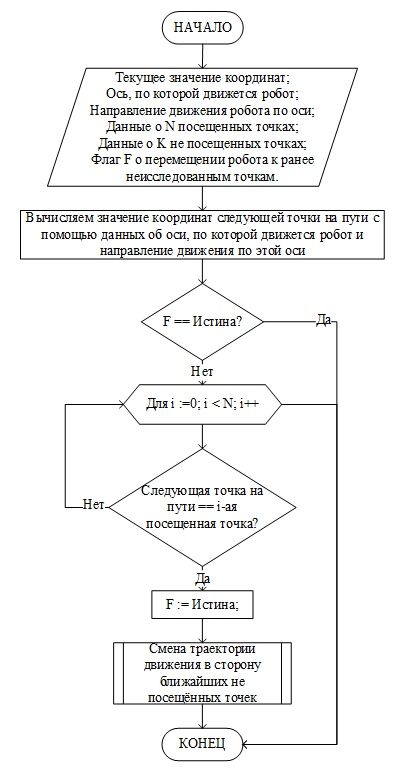 НАЧАЛО
Текущее значение координат;
Ось, по которой движется робот;
Направление движения робота по оси;
Данные о N посещенных точках;
Данные о K не посещенных точках;
Флаг F о перемещении робота к ранее
неисследованным точкам.
Вычисляем значение координат следующей точки на пути с
помощью данных об оси, по которой движется робот и
направление движения по этой оси
F == Истина?
Да
Нет
Для i :=0; i < N; i++
Следующая точка на
пути == i-ая
посещенная точка?
Нет
Да
F := Истина;
Смена траектории
движения в сторону
ближайших не
посещённых точек
КОНЕЦ